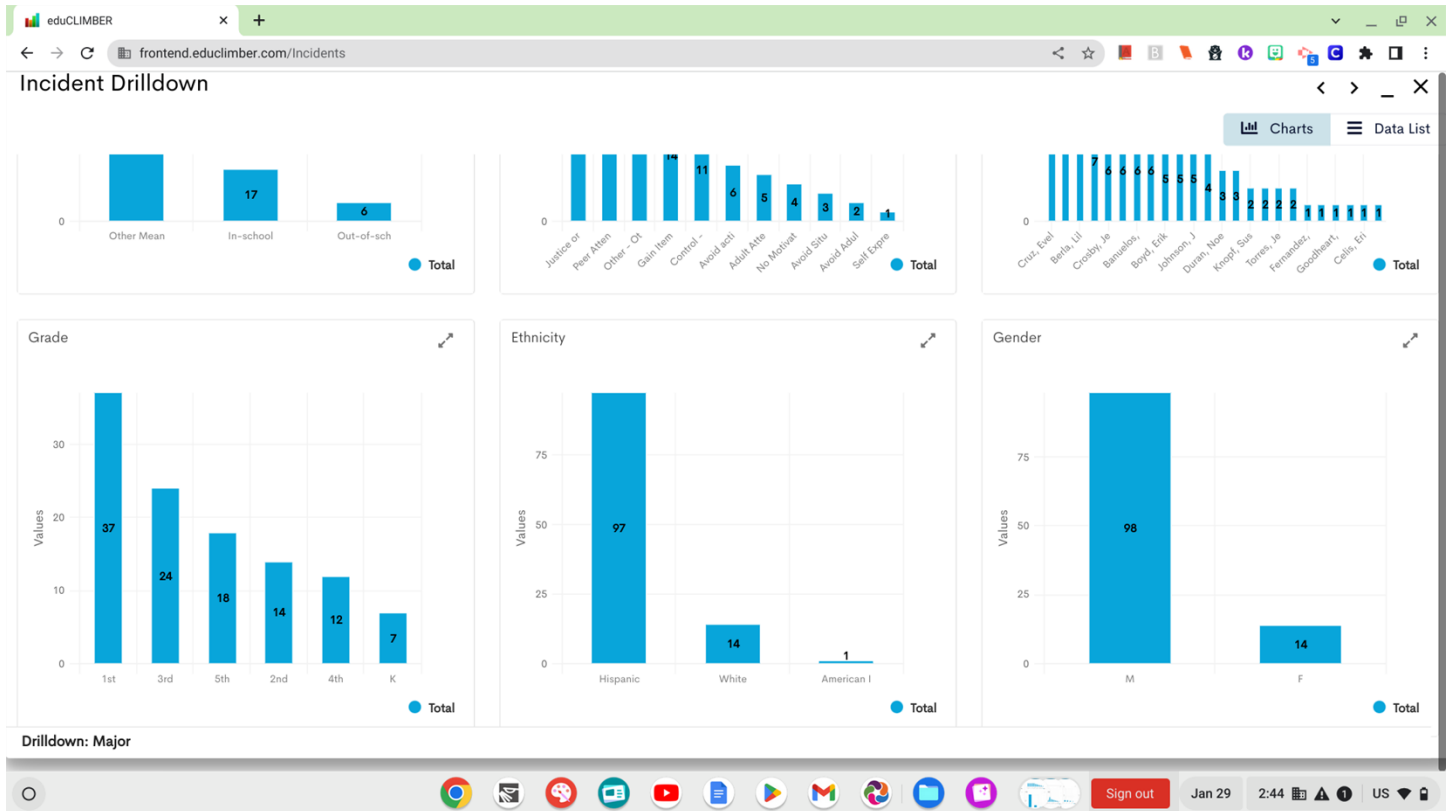 eduCLIMBER
frontend.educlimber.com/Incidents
5
Incident Drilldown
Charts
Data List
0
17
6
Other Mean
In-school
Out-of-sch
Total
0
14
11
6
5
4
3
2
1
Justice or
Peer Atten
Other - Ot
Gain Item
Control -
Avoid acti
Adult Atte
No Motivat
Avoid Situ
Avoid Adul
Self Expre
Total
0
7
6
6
6
6
5
5
5
4
3
3
2
2
2
2
1
1
1
1
1
1
Cruz, Evel
Berla, Lil
Crosby, Je
Banuelos,
Boyd, Erik
Johnson, J
Duran, Noe
Knopf, Sus
Torres, Je
Fernandez,
Goodheart,
Celis, Eri
Total
Grade
Values
30
20
10
0
37
24
18
14
12
7
1st
3rd
5th
2nd
4th
K
Total
Ethnicity
Values
75
50
25
0
97
14
1
Hispanic
White
American I
Total
Gender
Values
75
50
25
0
98
14
M
F
Total
Drilldown: Major
Sign out
Jan 29
2:44
1
US